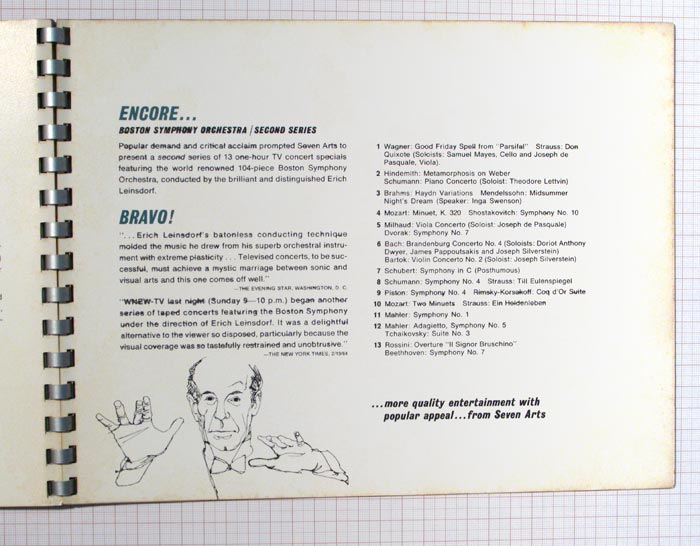 ENCORE...
BOSTON SYMPHONY ORCHESTRA / SECOND SERIES
Popular demand and critical acclaim prompted Seven Arts to
present a second series of 13 one-hour TV concert specials
featuring the world renowned 104-piece Boston Symphony
Orchestra, conducted by the brilliant and distinguished Erich
Leinsdorf.
BRAVO!
"...Erich Leinsdorf's batonless conducting technique
molded the music he drew from his superb orchestral instru-
ment with extreme plasticity... Televised concerts, to be suc-
cessful, must achieve a mystic marriage between sonic and
visual arts and this one comes off well."
—THE EVENING STAR, WASHINGTON, D. C.
"WNEW-TV last night (Sunday 9—10 p.m.) began another
series of taped concerts featuring the Boston Symphony
under the direction of Erich Leinsdorf. It was a delightful
alternative to the viewer so disposed, particularly because the
visual coverage was so tastefully restrained and unobtrusive."
—THE NEW YORK TIMES, 2/1964
1 Wagner: Good Friday Spell from "Parsifal" Strauss: Don
Quixote (Soloists: Samuel Mayes, Cello and Joseph de
Pasquale, Viola).
2 Hindemith: Metamorphosis on Weber
Schumann: Piano Concerto (Soloist: Theodore Lettvin)
3 Brahms: Haydn Variations Mendelssohn: Midsummer
Night's Dream (Speaker: Inga Swenson)
4 Mozart: Minuet, K. 320 Shostakovitch: Symphony No. 10
5 Milhaud: Viola Concerto (Soloist: Joseph de Pasquale)
Dvorak: Symphony No. 7
6 Bach: Brandenburg Concerto No. 4 (Soloists: Doriot Anthony
Dwyer, James Pappoutsakis and Joseph Silverstein)
Bartok: Violin Concerto No. 2 (Soloist: Joseph Silverstein)
7 Schubert: Symphony in C (Posthumous)
8 Schumann: Symphony No. 4 Strauss: Till Eulenspiegel
9 Piston: Symphony No. 4 Rimsky-Korsakoff: Coq d'Or Suite
10 Mozart: Two Minuets Strauss: Ein Heldenleben
11 Mahler: Symphony No. 1
12 Mahler: Adagietto, Symphony No. 5
Tchaikovsky: Suite No. 3
13 Rossini: Overture "Il Signor Bruschino"
Beethhoven: Symphony No. 7
...more quality entertainment with
popular appeal...from Seven Arts